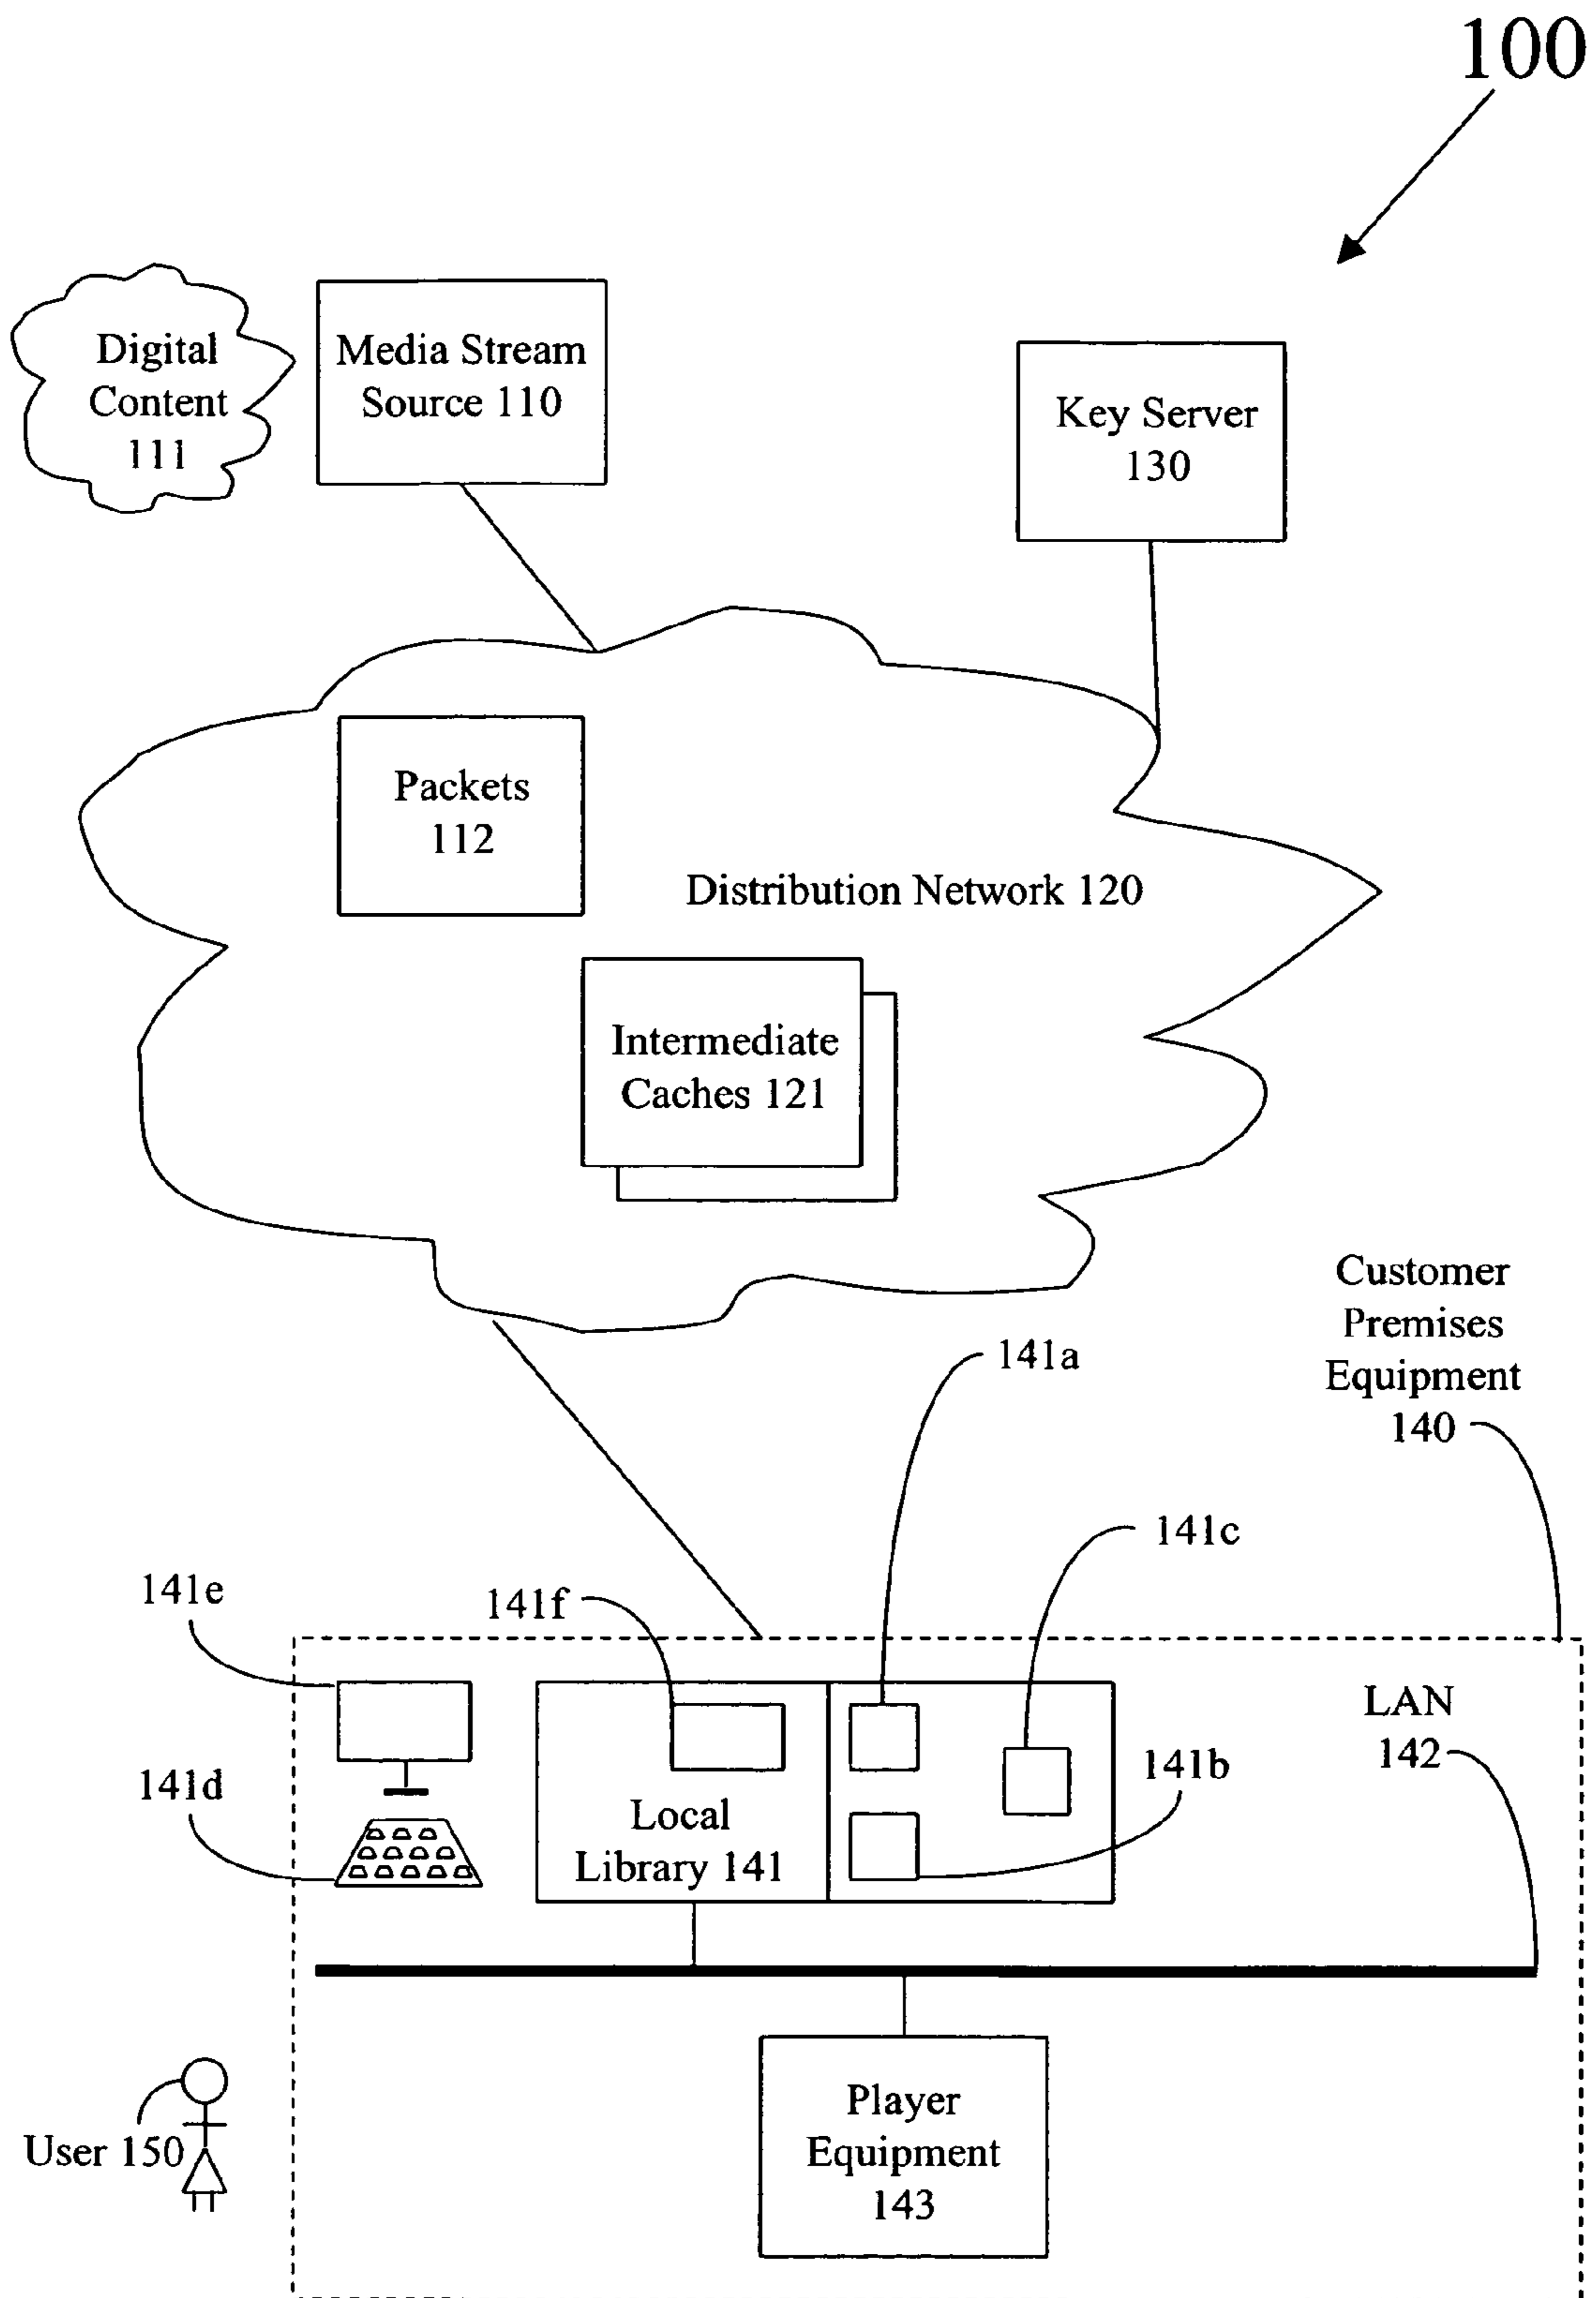 100
Digital
Content
111
Media Stream
Source 110
Key Server
130
Packets
112
Distribution Network 120
Intermediate
Caches 121
Customer
Premises
Equipment
140
141a
141c
141e
141f
LAN
142
141b
141d
Local
Library 141
Player
Equipment
143
User 150